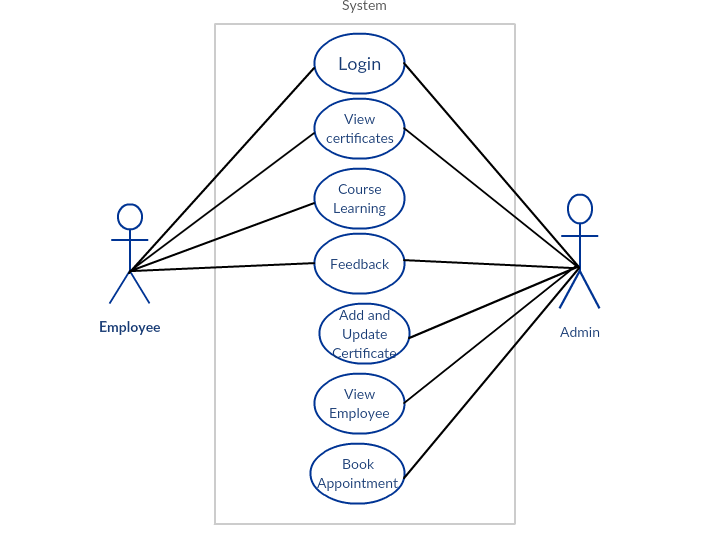 System
Login
View
certificates
Course
Learning
Feedback
Add and
Update
Certificate
View
Employee
Book
Appointment
Employee
Admin